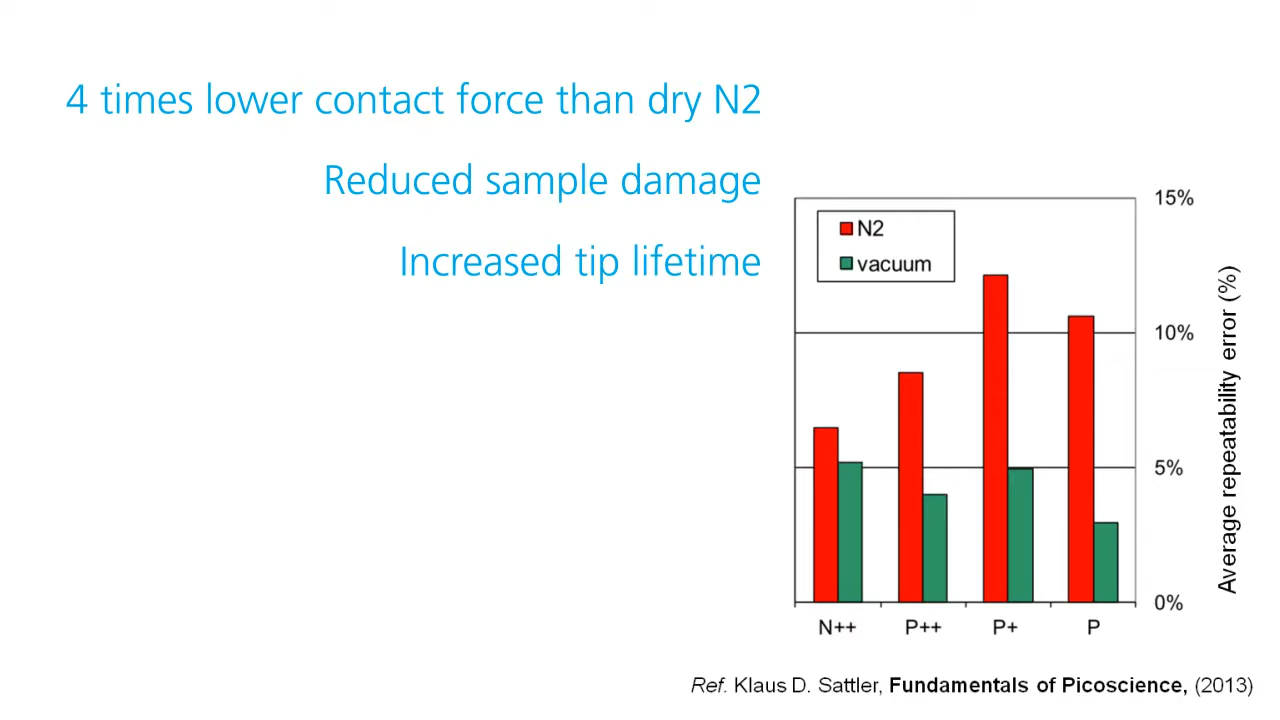 4 times lower contact force than dry N2
Reduced sample damage
Increased tip lifetime
N2
vacuum
15%
10%
5%
0%
Average repeatability error (%)
N++ P++ P+ P
Ref. Klaus D. Sattler, Fundamentals of Picoscience, (2013)